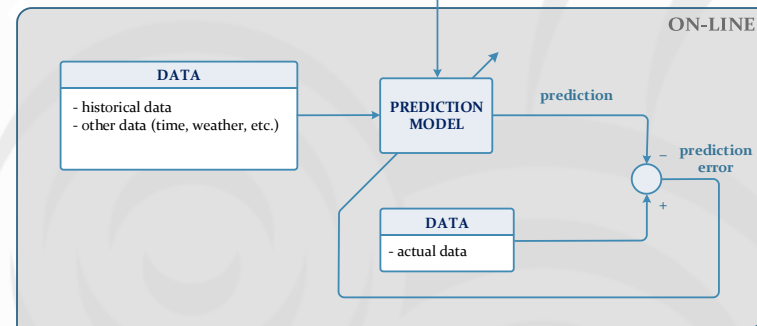 ON-LINE
DATA
- historical data
- other data (time, weather, etc.)
PREDICTION
MODEL
prediction
−
prediction
error
+
DATA
- actual data